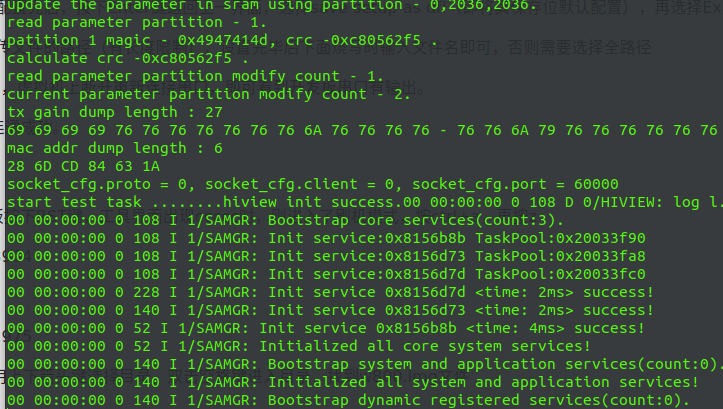 update the parameter in sram using partition - 0,2036,2036.
read parameter partition - 1.
patition 1 magic - 0x4947414d, crc -0xc80562f5 .
calculate crc -0xc80562f5 .
read parameter partition modify count - 1.
current parameter partition modify count - 2.
tx gain dump length : 27
69 69 69 69 76 76 76 76 76 76 76 6A 76 76 76 76 - 76 76 6A 79 76 76 76 76 76 76
mac addr dump length : 6
28 6D CD 84 63 1A
socket_cfg.proto = 0, socket_cfg.client = 0, socket_cfg.port = 60000
start test task ........hiview init success.00 00:00:00 0 108 D 0/HIVIEW: log l.
00 00:00:00 0 108 I 1/SAMGR: Bootstrap core services(count:3).
00 00:00:00 0 108 I 1/SAMGR: Init service:0x8156b8b TaskPool:0x20033f90
00 00:00:00 0 108 I 1/SAMGR: Init service:0x8156d73 TaskPool:0x20033fa8
00 00:00:00 0 108 I 1/SAMGR: Init service:0x8156d7d TaskPool:0x20033fc0
00 00:00:00 0 228 I 1/SAMGR: Init service 0x8156d7d <time: 2ms> success!
00 00:00:00 0 140 I 1/SAMGR: Init service 0x8156d73 <time: 2ms> success!
00 00:00:00 0 52 I 1/SAMGR: Init service 0x8156b8b <time: 4ms> success!
00 00:00:00 0 52 I 1/SAMGR: Initialized all core system services!
00 00:00:00 0 140 I 1/SAMGR: Bootstrap system and application services(count:0).
00 00:00:00 0 140 I 1/SAMGR: Initialized all system and application services!
00 00:00:00 0 140 I 1/SAMGR: Bootstrap dynamic registered services(count:0).